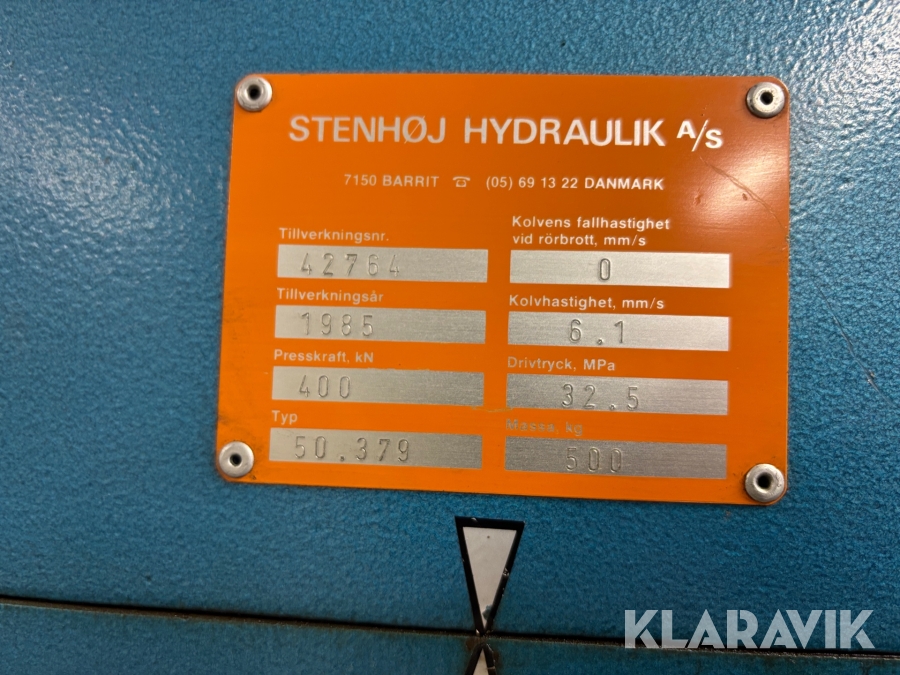 STENHØJ HYDRAULIK A/S
7150 BARRIT ☎ (05) 69 13 22 DANMARK
Tillverkningsnr.
42764
Tillverkningsår
1985
Presskraft, kN
400
Typ
50.379
Kolvens fallhastighet
vid rörbrott, mm/s
0
Kolvhastighet, mm/s
6.1
Drivtryck, MPa
32.5
Massa, kg
500
KLARAVIK